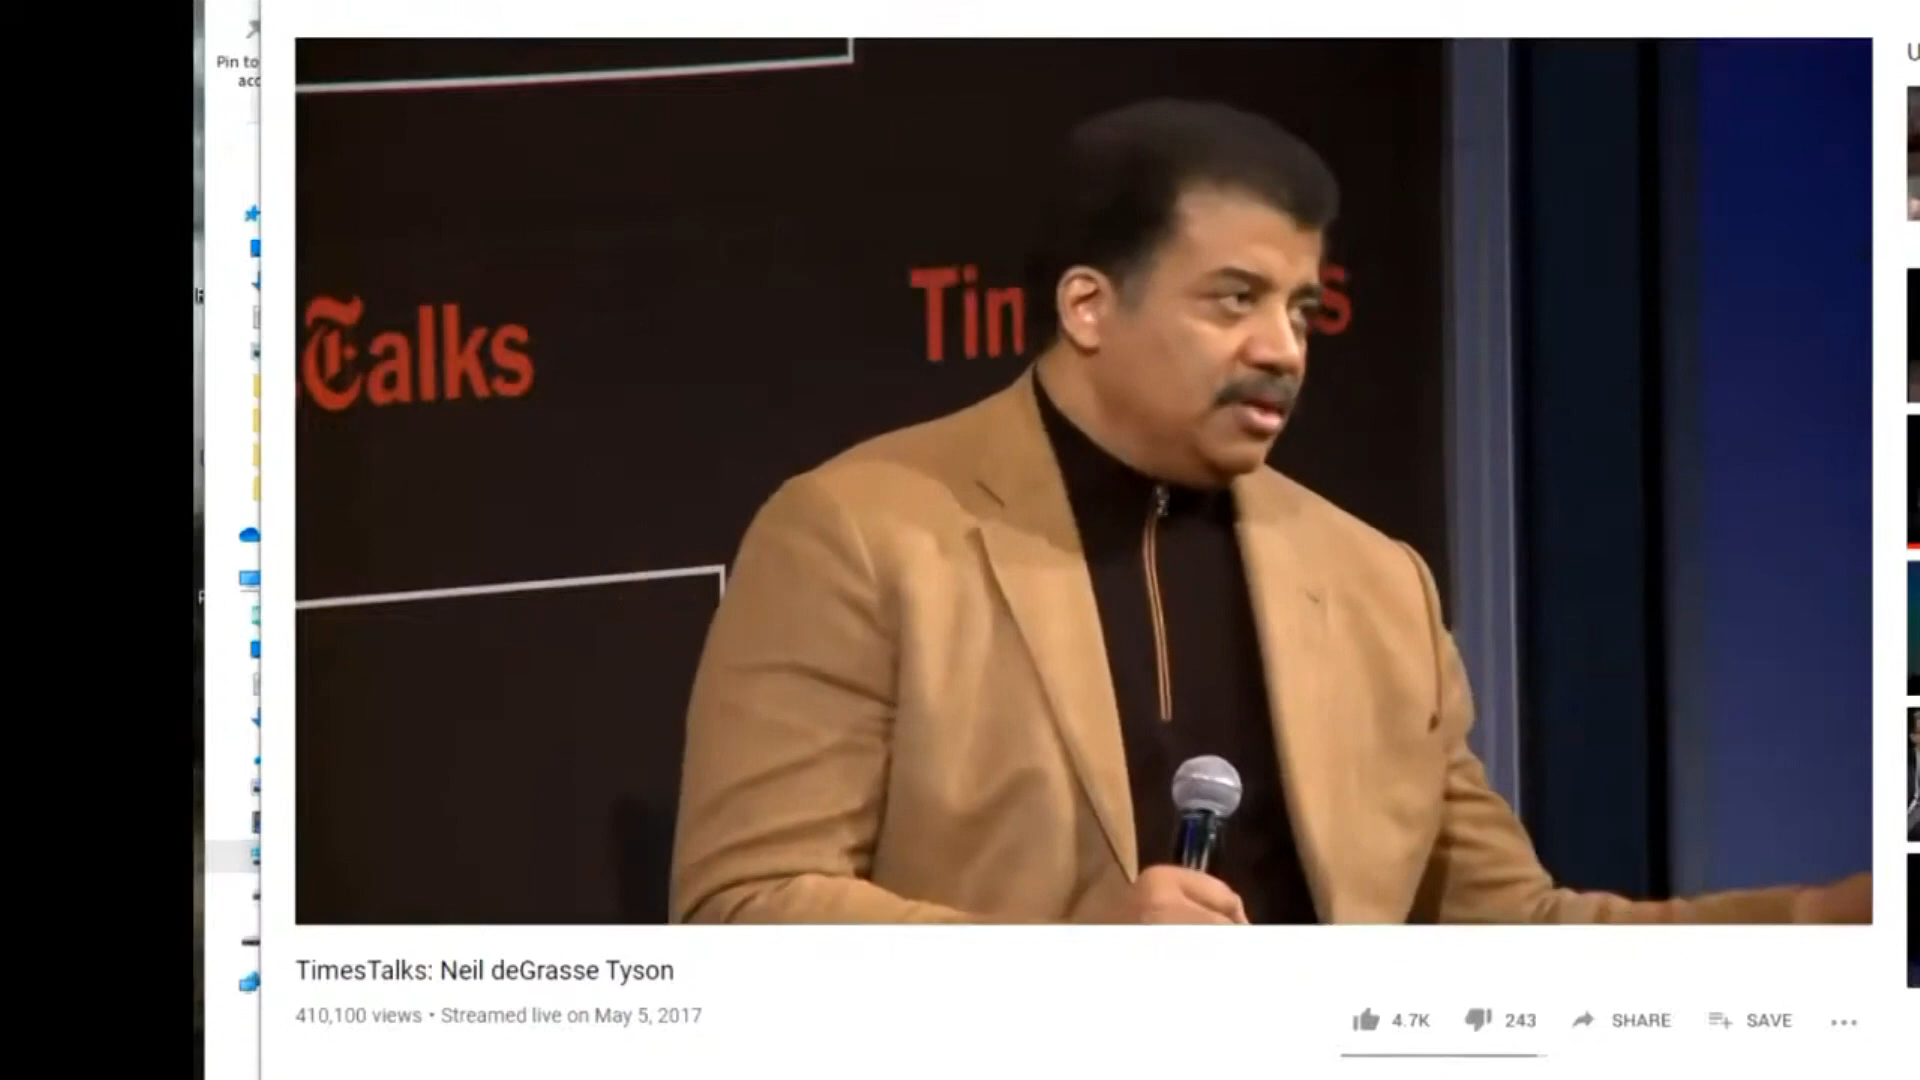 Pin to
acc
Talks
Tin s
TimesTalks: Neil deGrasse Tyson
410,100 views • Streamed live on May 5, 2017
4.7K 243 SHARE SAVE
U